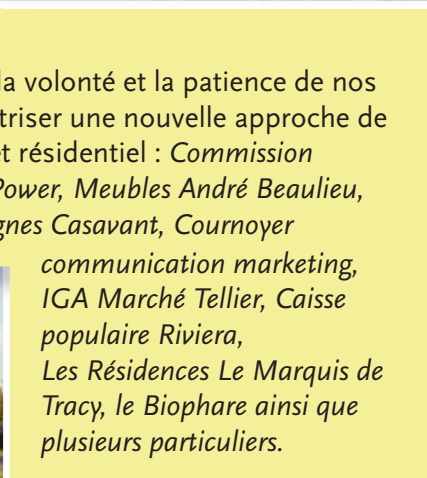 la volonté et la patience de nos
triser une nouvelle approche de
et résidentiel : Commission
Power, Meubles André Beaulieu,
gnes Casavant, Cournoyer
communication marketing,
IGA Marché Tellier, Caisse
populaire Riviera,
Les Résidences Le Marquis de
Tracy, le Biophare ainsi que
plusieurs particuliers.